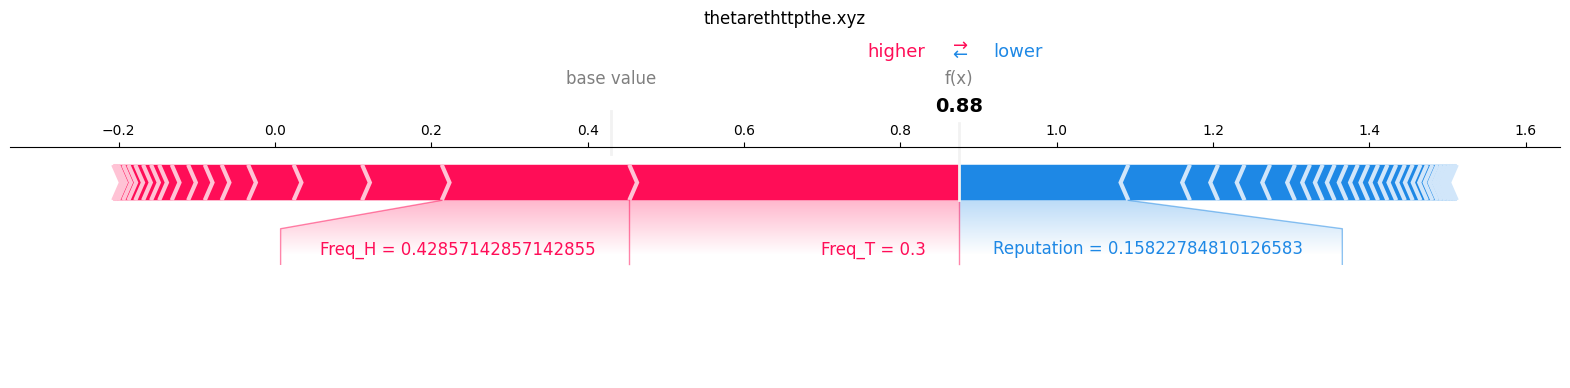 thetarethttpthe.xyz
higher ⇄ lower
base value f(x)
0.88
−0.2 0.0 0.2 0.4 0.6 0.8 1.0 1.2 1.4 1.6
Freq_H = 0.42857142857142855 Freq_T = 0.3 Reputation = 0.15822784810126583